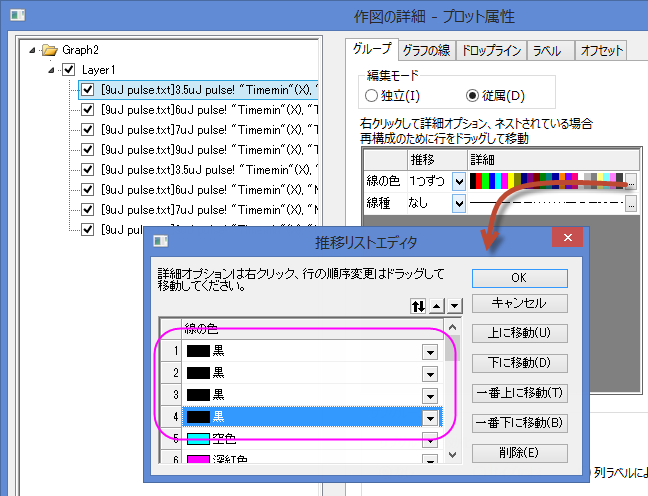 作図の詳細 - プロット属性
Graph2
Layer1
[9uJ pulse.txt]3.5uJ pulse! "Timemin"(X), "
[9uJ pulse.txt]6uJ pulse! "Timemin"(X), "T
[9uJ pulse.txt]7uJ pulse! "Timemin"(X), "T
[9uJ pulse.txt]9uJ pulse! "Timemin"(X), "T
[9uJ pulse.txt]3.5uJ pulse! "Timemin"(X), "
[9uJ pulse.txt]6uJ pulse! "Timemin"(X), "N
[9uJ pulse.txt]7uJ pulse! "Timemin"(X), "
[9uJ
グループ
グラフの線
ドロップライン
ラベル
オフセット
編集モード
独立(I)
従属(D)
右クリックして詳細オプション、ネストされている場合
再構成のために行をドラッグして移動
推移
詳細
線の色
1つずつ
...
線種
なし
...
推移リストエディタ
詳細オプションは右クリック、行の順序変更はドラッグして
移動してください。
線の色
1 黒
2 黒
3 黒
4 黒
5 空色
6 深紅色
OK
キャンセル
上に移動(U)
下に移動(D)
一番上に移動(T)
一番下に移動(B)
削除(E)
列ラベルによ